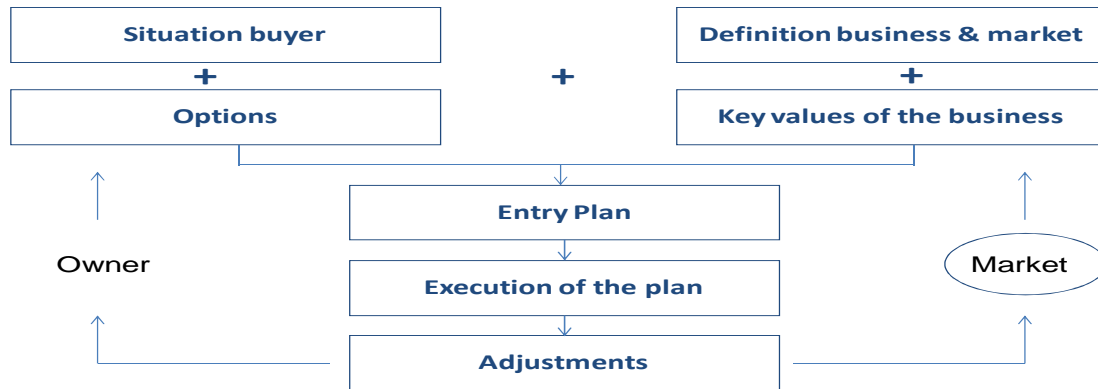 Situation buyer
Definition business & market
+
+
+
Options
Key values of the business
Entry Plan
Owner
Market
Execution of the plan
Adjustments